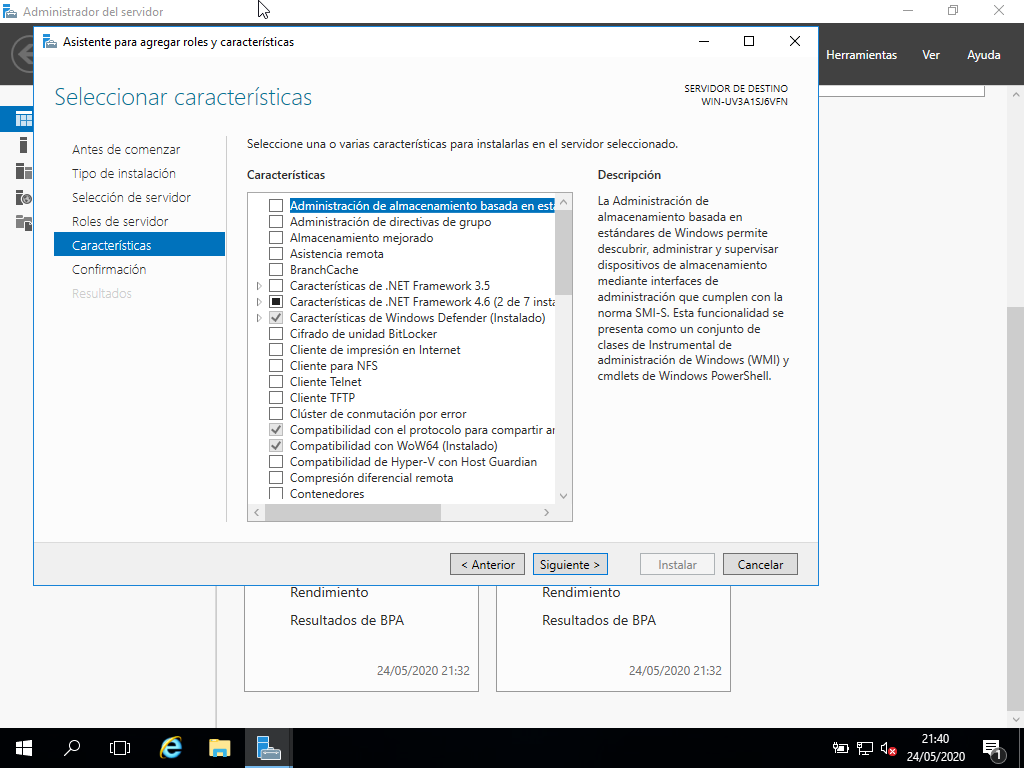 Administrador del servidor
Asistente para agregar roles y características
Herramientas
Ver
Ayuda
Seleccionar características
SERVIDOR DE DESTINO
WIN-UV3A1SJ6VFN
Antes de comenzar
Tipo de instalación
Selección de servidor
Roles de servidor
Características
Confirmación
Resultados
Seleccione una o varias características para instalarlas en el servidor seleccionado.
Características
Administración de almacenamiento basada en está
Administración de directivas de grupo
Almacenamiento mejorado
Asistencia remota
BranchCache
Características de .NET Framework 3.5
Características de .NET Framework 4.6 (2 de 7 insta
Características de Windows Defender (Instalado)
Cifrado de unidad BitLocker
Cliente de impresión en Internet
Cliente para NFS
Cliente Telnet
Cliente TFTP
Clúster de conmutación por error
Compatibilidad con el protocolo para compartir ar
Compatibilidad con WoW64 (Instalado)
Compatibilidad de Hyper-V con Host Guardian
Compresión diferencial remota
Contenedores
Descripción
La Administración de
almacenamiento basada en
estándares de Windows permite
descubrir, administrar y supervisar
dispositivos de almacenamiento
mediante interfaces de
administración que cumplen con la
norma SMI-S. Esta funcionalidad se
presenta como un conjunto de
clases de Instrumental de
administración de Windows (WMI) y
cmdlets de Windows PowerShell.
< Anterior
Siguiente >
Instalar
Cancelar
Rendimiento
Resultados de BPA
24/05/2020 21:32
Rendimiento
Resultados de BPA
24/05/2020 21:32
21:40
24/05/2020
1